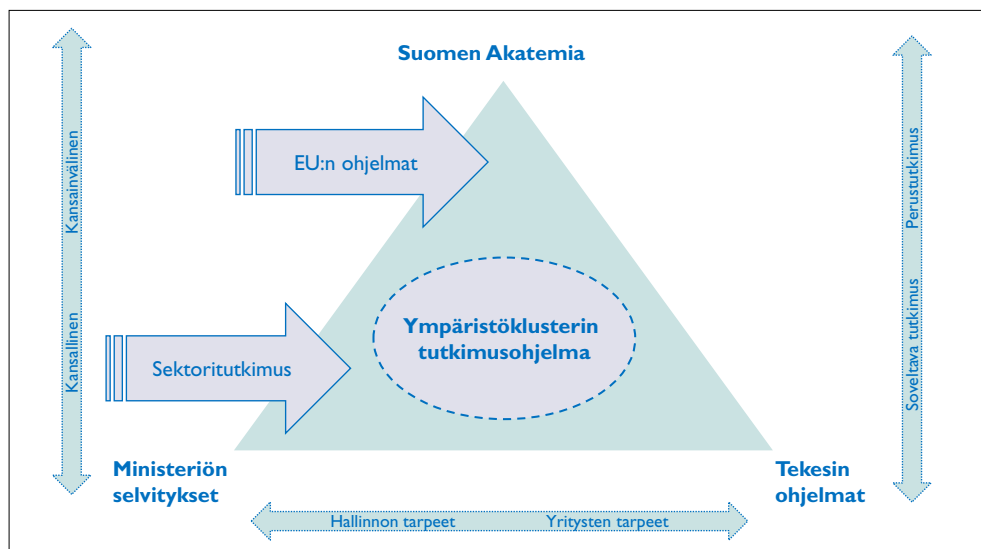 Suomen Akatemia
Kansainvälinen
Kansallinen
EU:n ohjelmat
Perustutkimus
Soveltava tutkimus
Ympäristöklusterin
tutkimusohjelma
Sektoritutkimus
Ministeriön
selvitykset
Tekesin
ohjelmat
Hallinnon tarpeet
Yritysten tarpeet